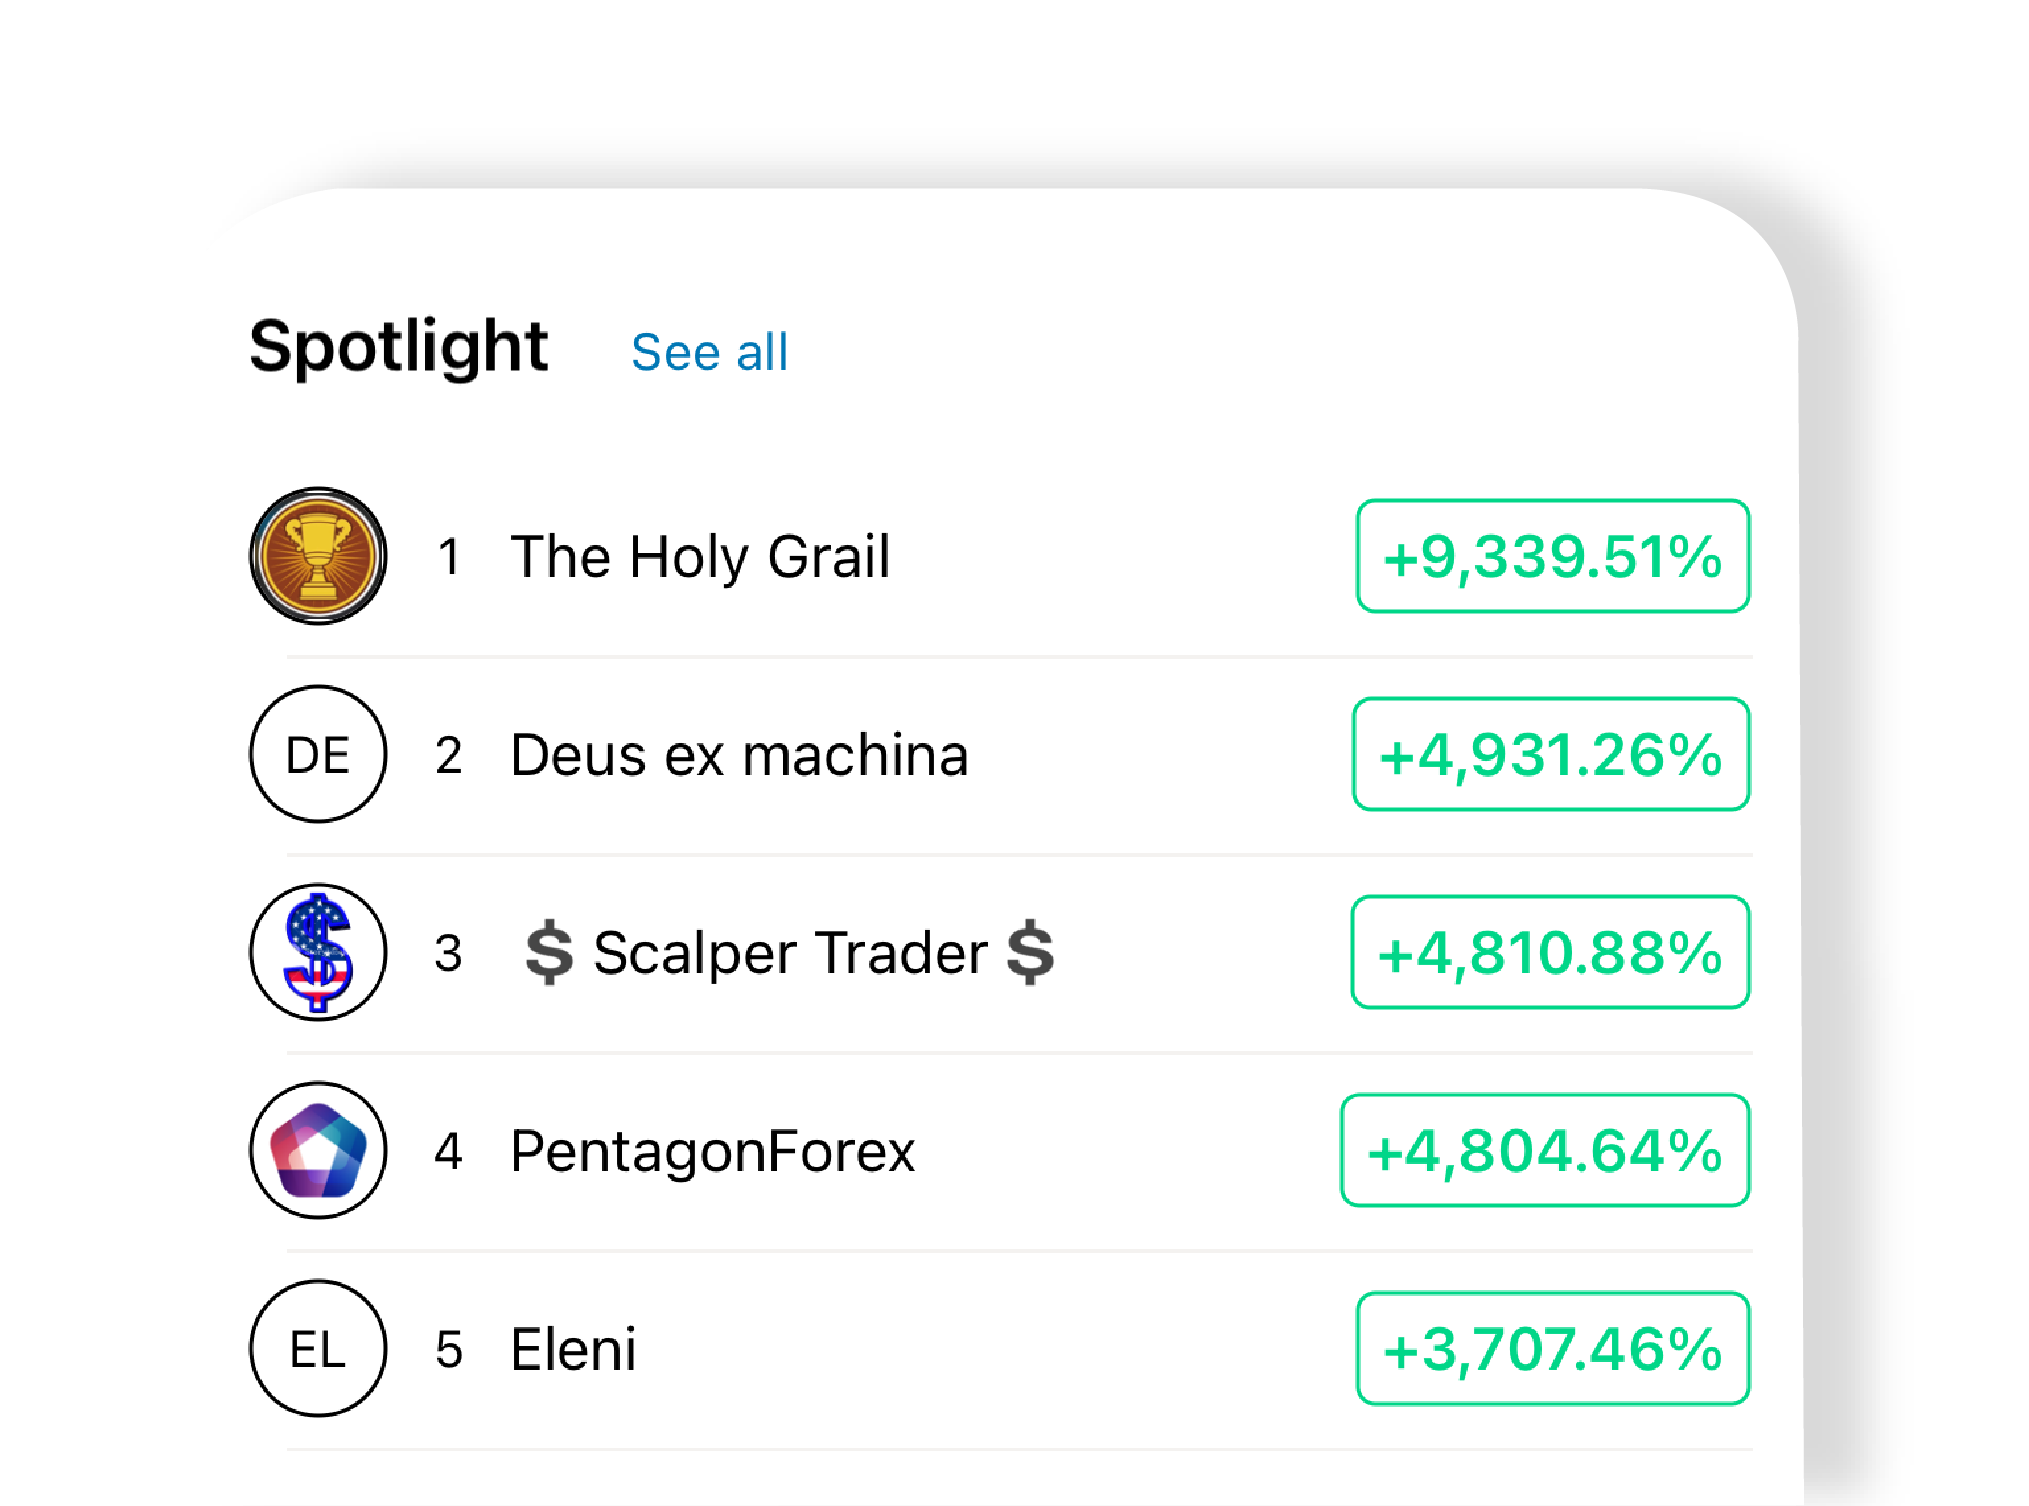 Spotlight See all
1 The Holy Grail +9,339.51%
DE 2 Deus ex machina +4,931.26%
$ 3 💲Scalper Trader💲 +4,810.88%
4 PentagonForex +4,804.64%
EL 5 Eleni +3,707.46%